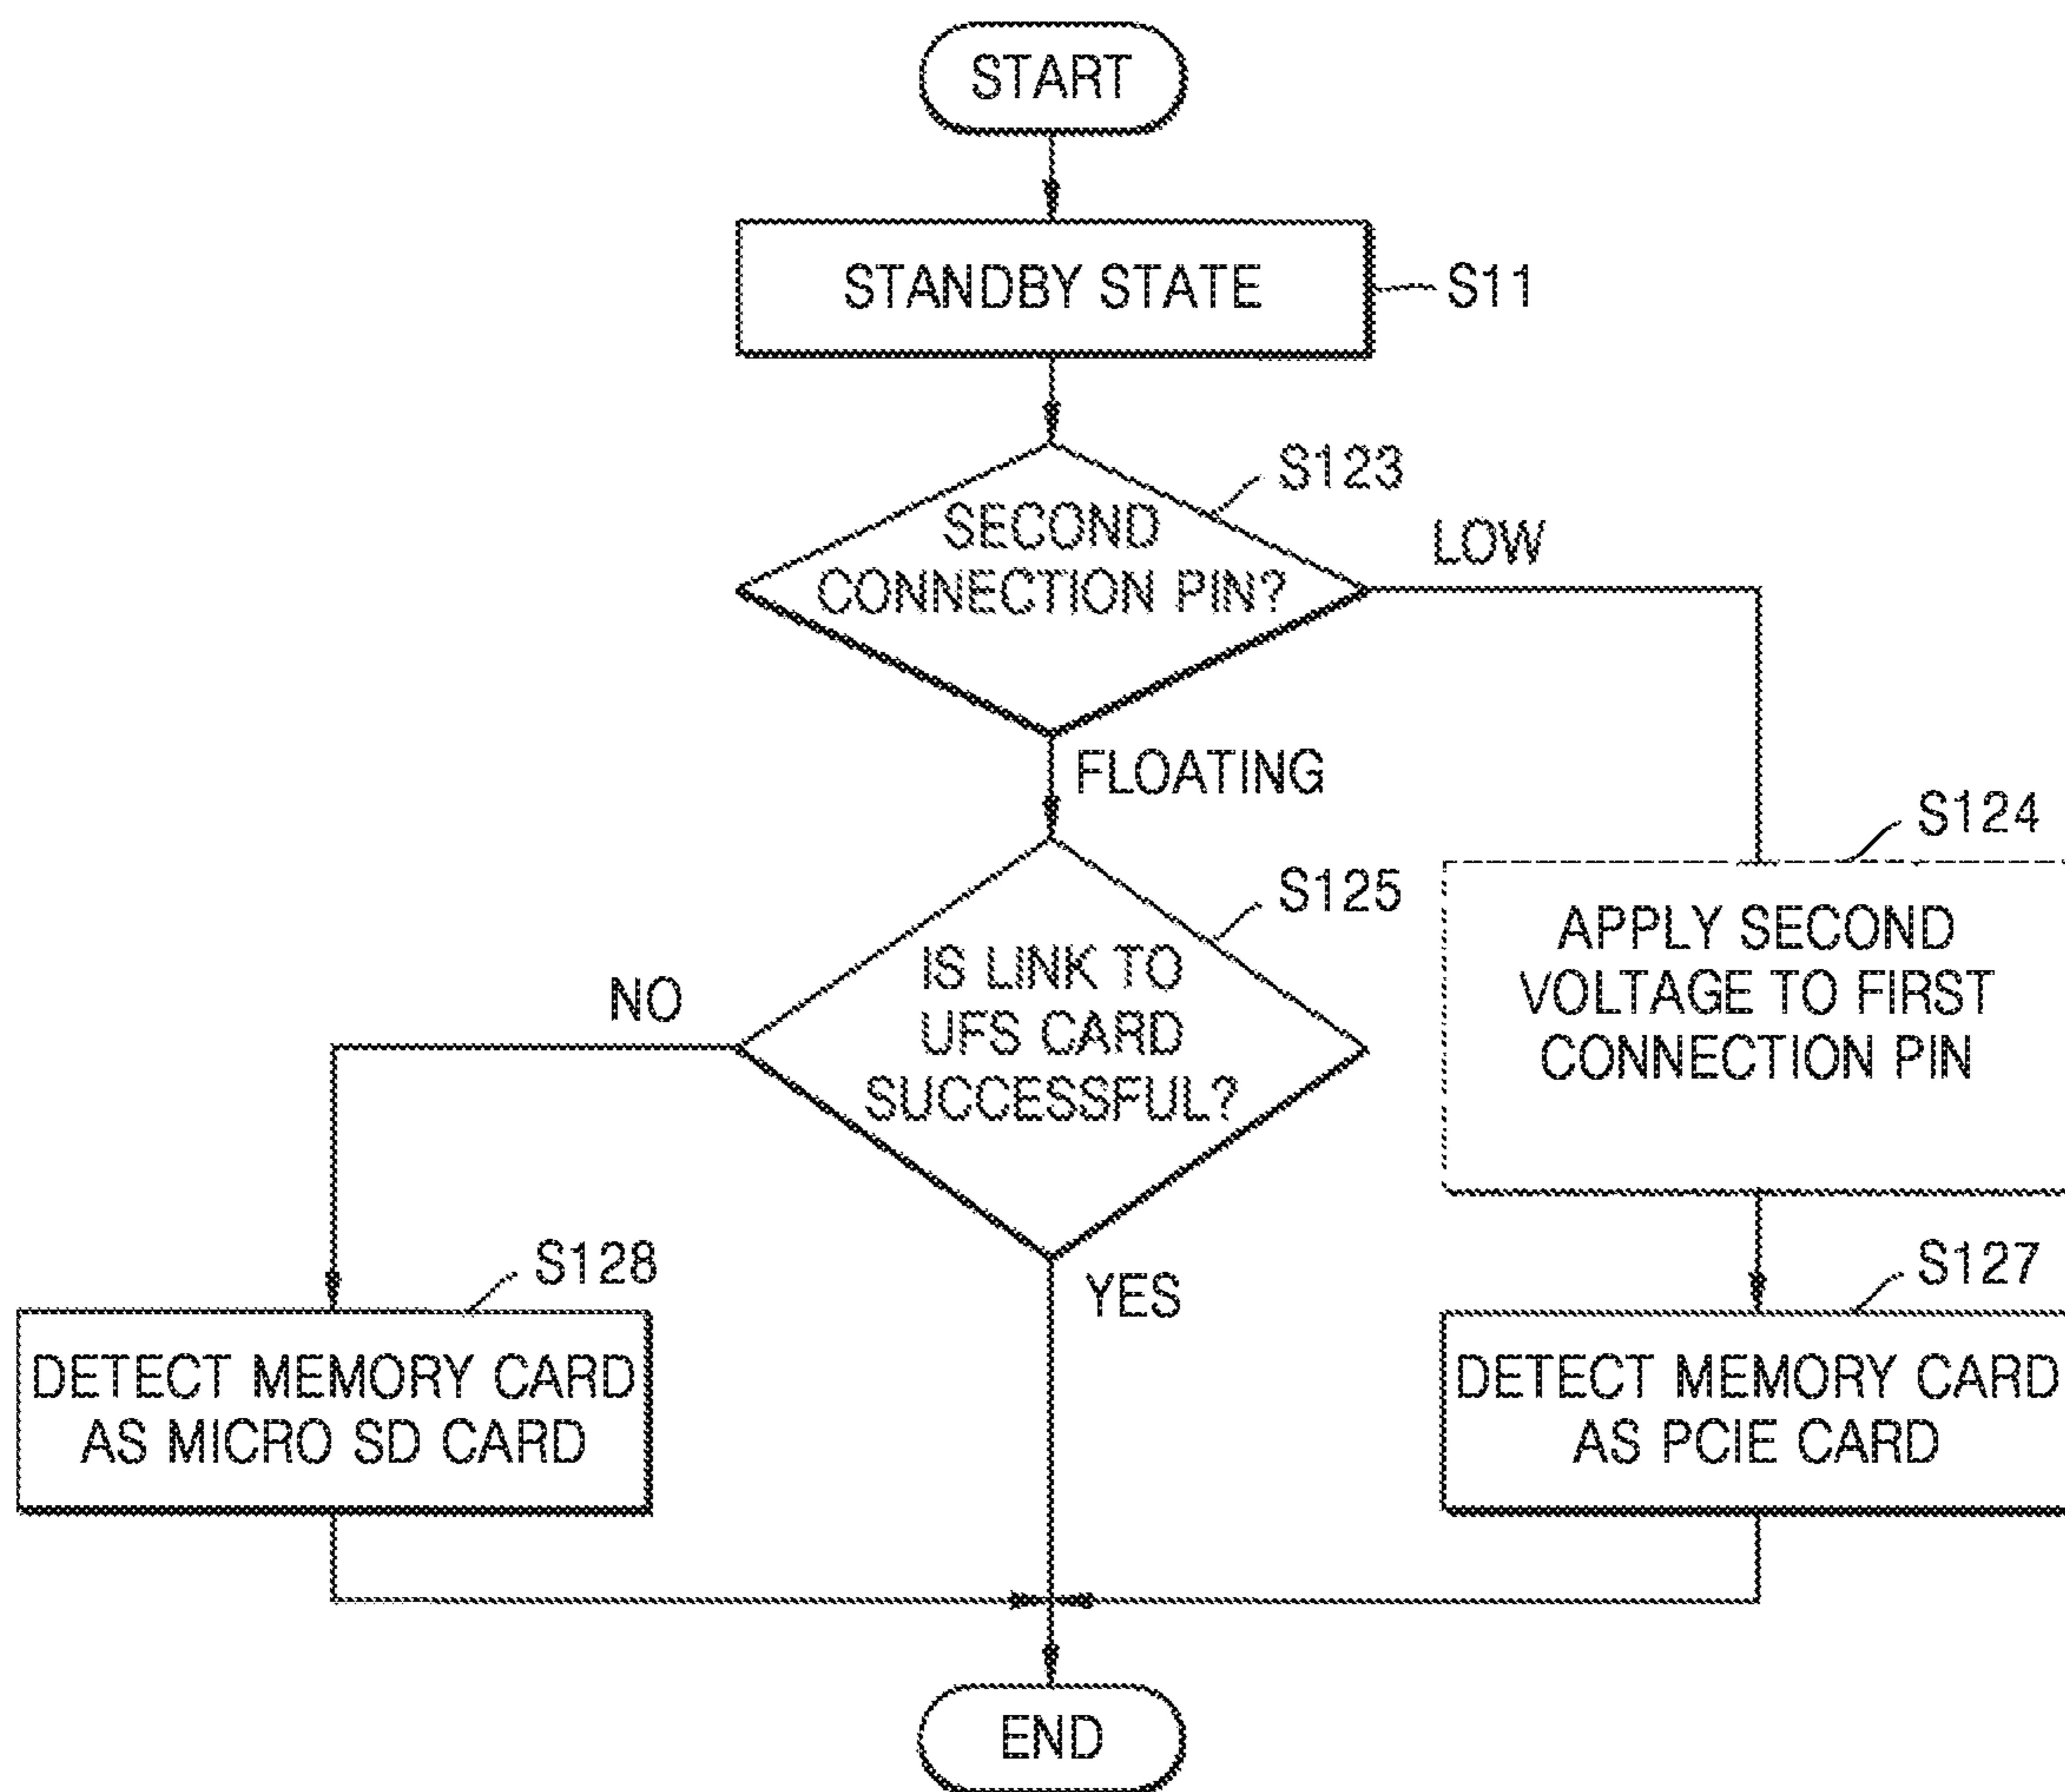 START
STANDBY STATE
S11
S123
SECOND
CONNECTION PIN?
LOW
FLOATING
S124
APPLY SECOND
VOLTAGE TO FIRST
CONNECTION PIN
S125
IS LINK TO
UFS CARD
SUCCESSFUL?
NO
YES
S128
DETECT MEMORY CARD
AS MICRO SD CARD
S127
DETECT MEMORY CARD
AS PCIE CARD
END